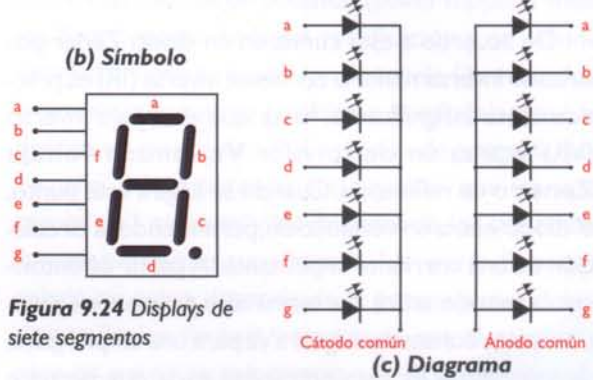 (b) Símbolo
a
b
c
d
e
f
g
a
f
b
e
c
d
Figura 9.24 Displays de
siete segmentos
a
b
c
d
e
f
g
Cátodo común
a
b
c
d
e
f
g
Ánodo común
(c) Diagrama